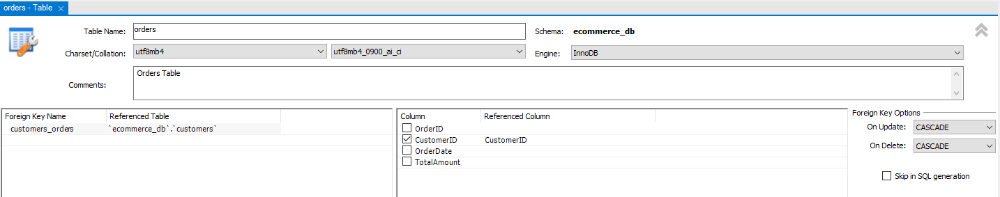 orders - Table
Table Name: orders Schema: ecommerce_db
Charset/Collation: utf8mb4 utf8mb4_0900_ai_ci Engine: InnoDB
Comments: Orders Table
Foreign Key Name Referenced Table
customers_orders `ecommerce_db`.`customers`
Column Referenced Column
OrderID
CustomerID CustomerID
OrderDate
TotalAmount
Foreign Key Options
On Update: CASCADE
On Delete: CASCADE
Skip in SQL generation